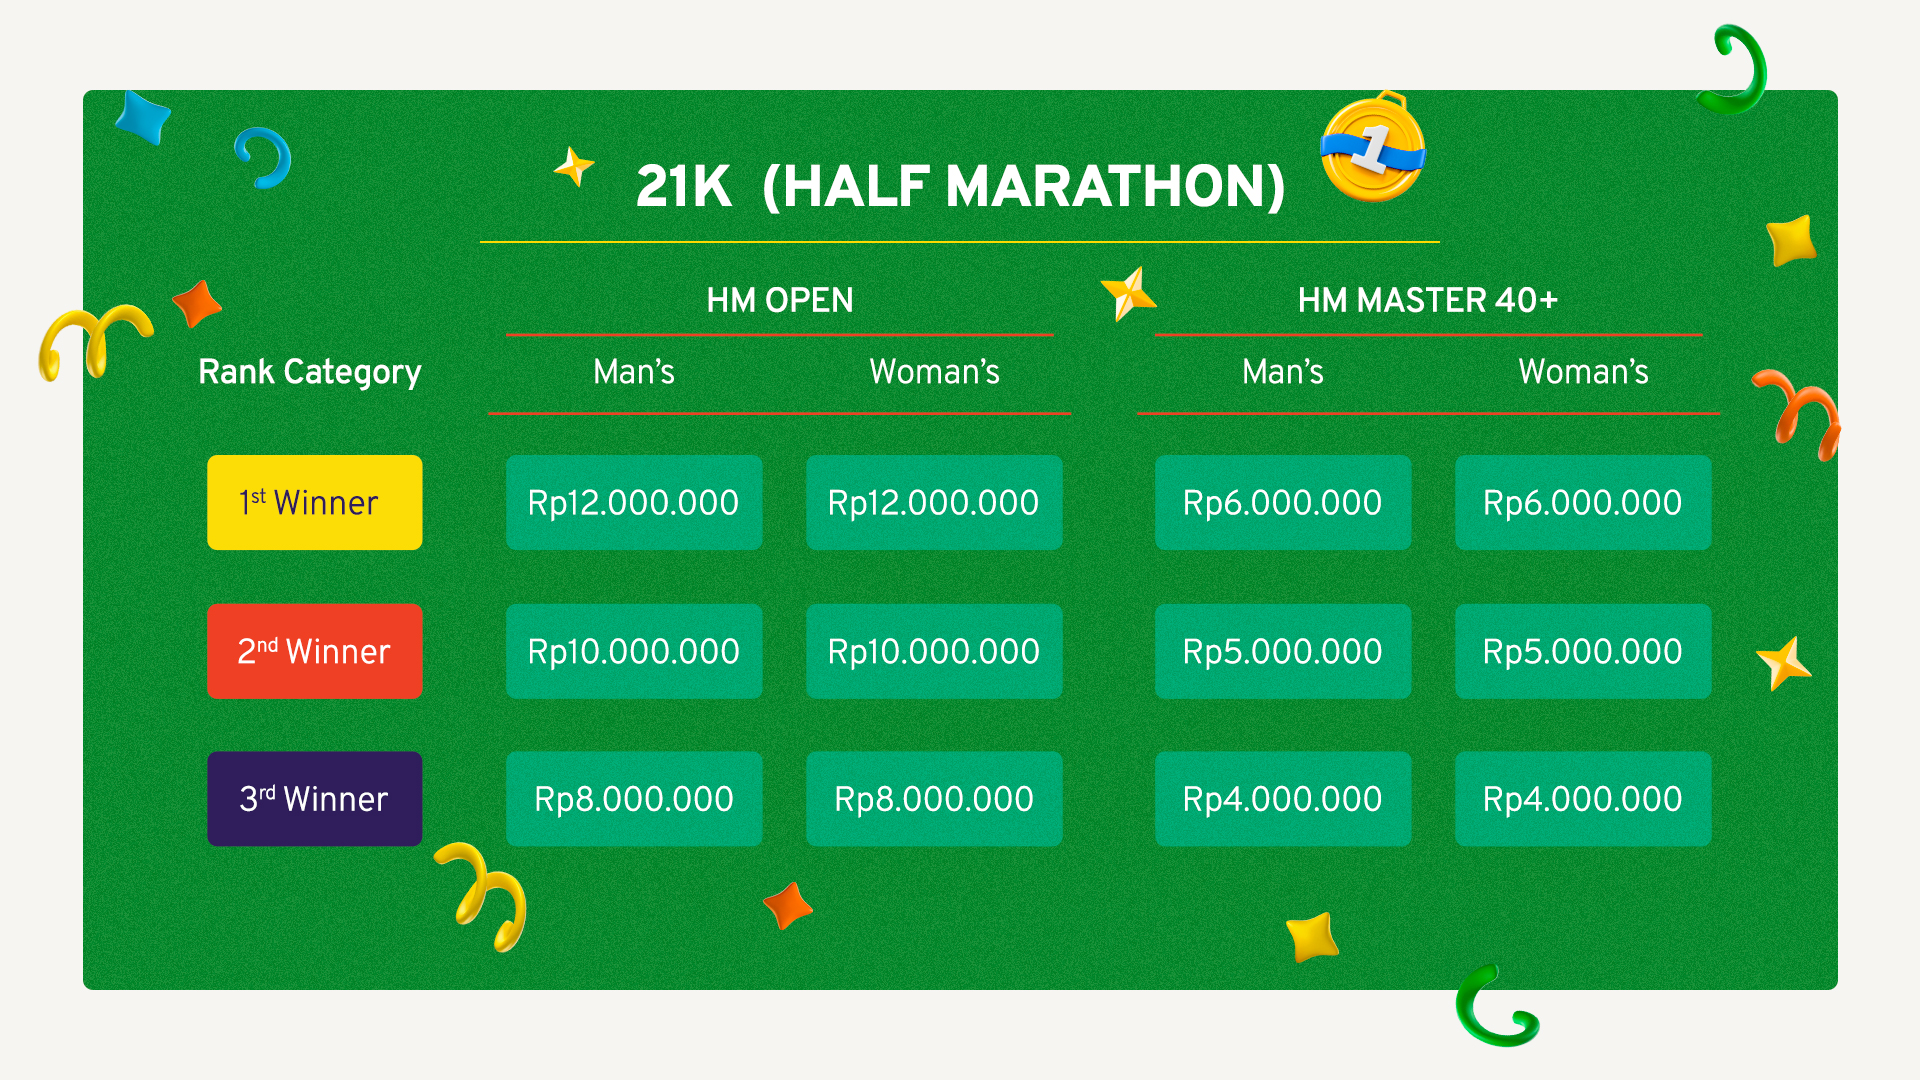 21K (HALF MARATHON)
1
HM OPEN HM MASTER 40+
Rank Category Man’s Woman’s Man’s Woman’s
1st Winner Rp12.000.000 Rp12.000.000 Rp6.000.000 Rp6.000.000
2nd Winner Rp10.000.000 Rp10.000.000 Rp5.000.000 Rp5.000.000
3rd Winner Rp8.000.000 Rp8.000.000 Rp4.000.000 Rp4.000.000